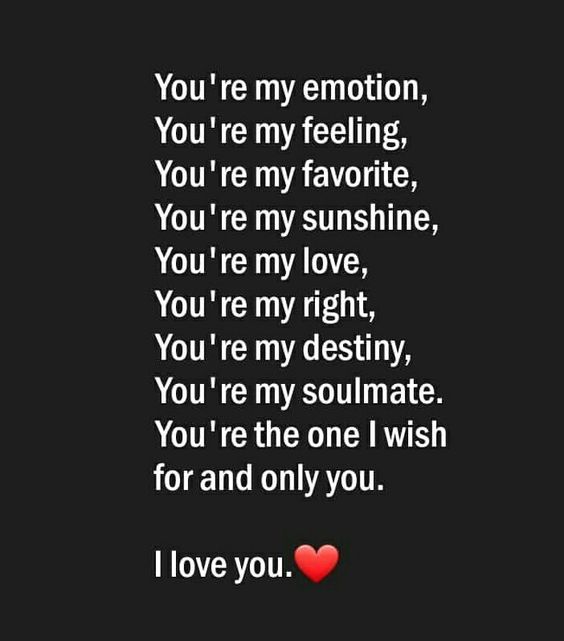 You're my emotion,
You're my feeling,
You're my favorite,
You're my sunshine,
You're my love,
You're my right,
You're my destiny,
You're my soulmate.
You're the one I wish
for and only you.
I love you.❤️